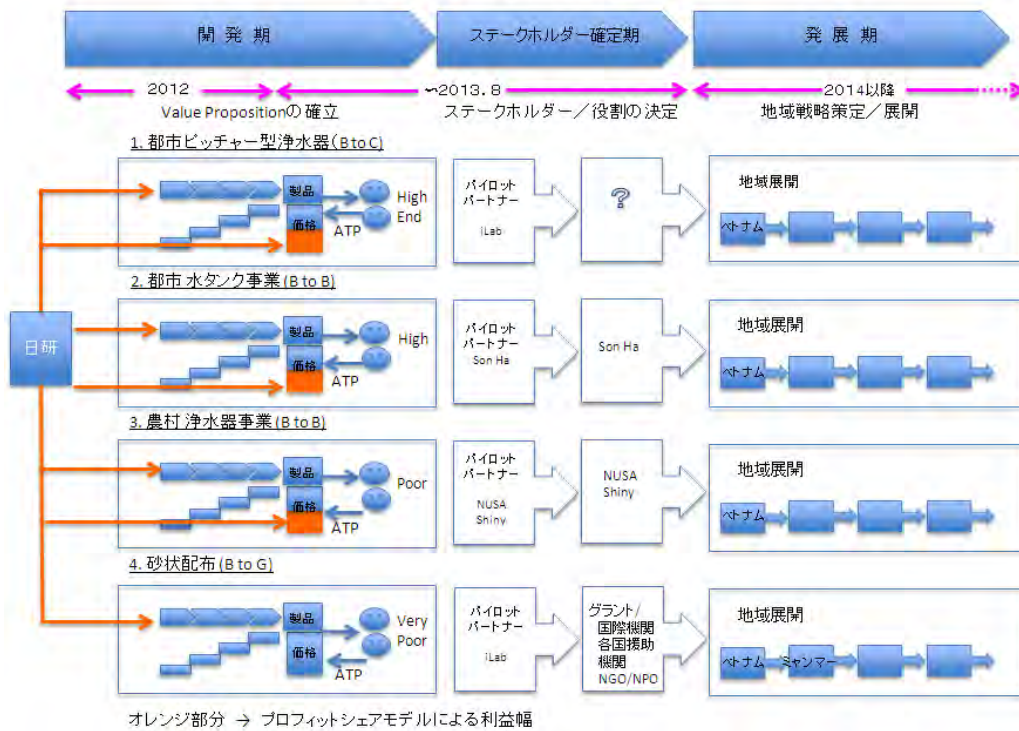 開 発 期
ステークホルダー確定期
発 展 期
2012
~2013.8
2014以降
Value Propositionの確立
ステークホルダー／役割の決定
地域戦略策定／展開
1. 都市ピッチャー型浄水器(B to C)
製品
価格
ATP
High
End
パイロット
パートナー
iLab
?
地域展開
ベトナム
2. 都市 水タンク事業(B to B)
日研
製品
価格
ATP
High
パイロット
パートナー
Son Ha
Son Ha
地域展開
ベトナム
3. 農村 浄水器事業(B to B)
製品
価格
ATP
Poor
パイロット
パートナー
NUSA
Shiny
NUSA
Shiny
地域展開
ベトナム
4. 砂状配布(B to G)
製品
価格
ATP
Very
Poor
パイロット
パートナー
iLab
グラント/
国際機関
各国援助
機関
NGO/NPO
地域展開
ベトナム
ミャンマー
オレンジ部分 → プロフィットシェアモデルによる利益幅